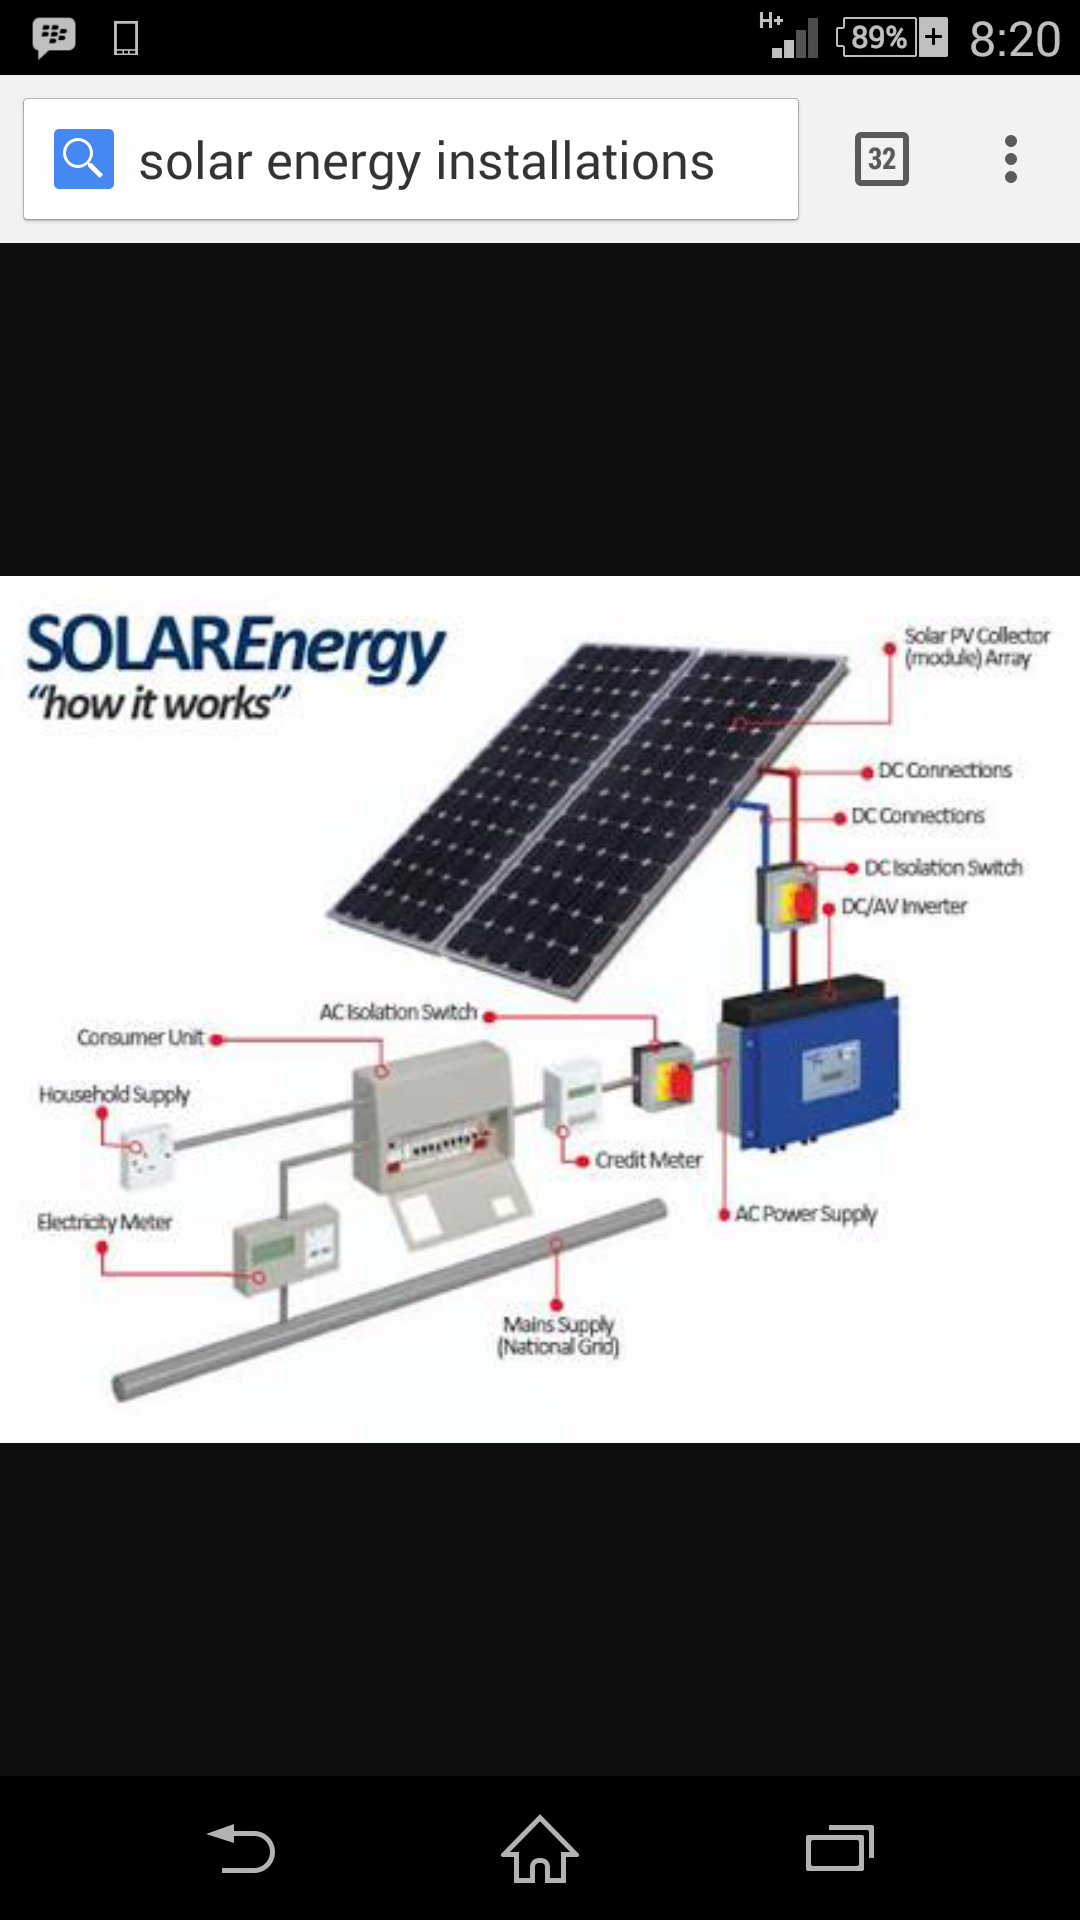 H+
89%
8:20
solar energy installations
32
SOLAREnergy
“how it works”
Solar PV Collector
(module) Array
DC Connections
DC Connections
DC Isolation Switch
DC/AV Inverter
AC Isolation Switch
Consumer Unit
Household Supply
Credit Meter
Electricity Meter
AC Power Supply
Mains Supply
(National Grid)